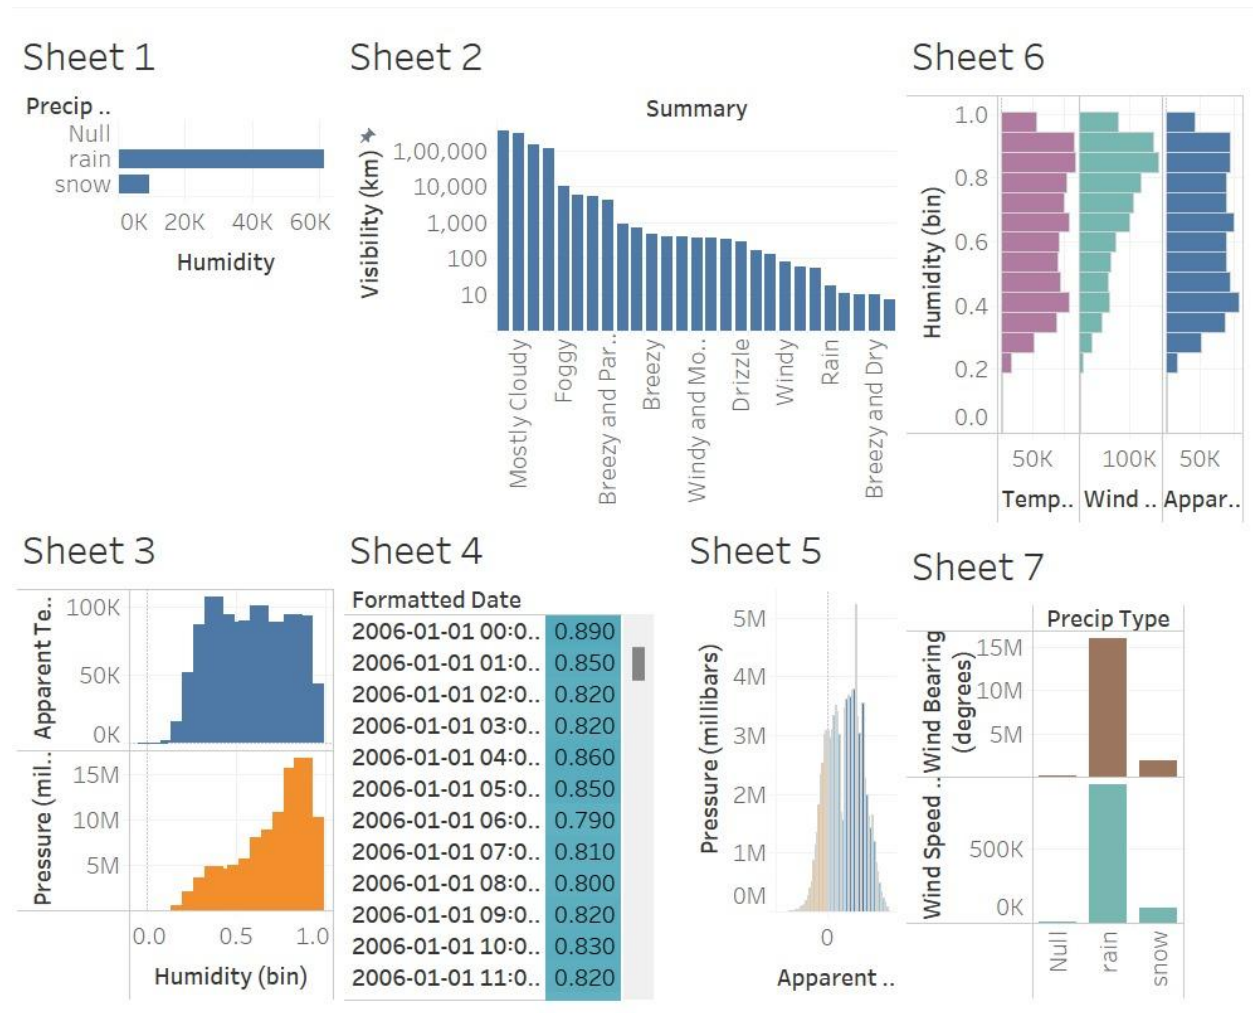 Sheet 1
Precip ..
Null
rain
snow
0K 20K 40K 60K
Humidity
Sheet 2
Summary
Visibility (km)
1,00,000
10,000
1,000
100
10
Mostly Cloudy
Foggy
Breezy and Par..
Breezy
Windy and Mo..
Drizzle
Windy
Rain
Breezy and Dry
Sheet 6
Humidity (bin)
1.0
0.8
0.6
0.4
0.2
0.0
50K 100K 50K
Temp.. Wind .. Appar..
Sheet 3
Apparent Te..
100K
50K
0K
Pressure (mil..
15M
10M
5M
0.0 0.5 1.0
Humidity (bin)
Sheet 4
Formatted Date
2006-01-01 00:0.. 0.890
2006-01-01 01:0.. 0.850
2006-01-01 02:0.. 0.820
2006-01-01 03:0.. 0.820
2006-01-01 04:0.. 0.860
2006-01-01 05:0.. 0.850
2006-01-01 06:0.. 0.790
2006-01-01 07:0.. 0.810
2006-01-01 08:0.. 0.800
2006-01-01 09:0.. 0.820
2006-01-01 10:0.. 0.830
2006-01-01 11:0.. 0.820
Sheet 5
Pressure (millibars)
5M
4M
3M
2M
1M
0M
0
Apparent ..
Sheet 7
Precip Type
Wind Bearing
(degrees)
15M
10M
5M
Wind Speed ..
500K
0K
Null
rain
snow